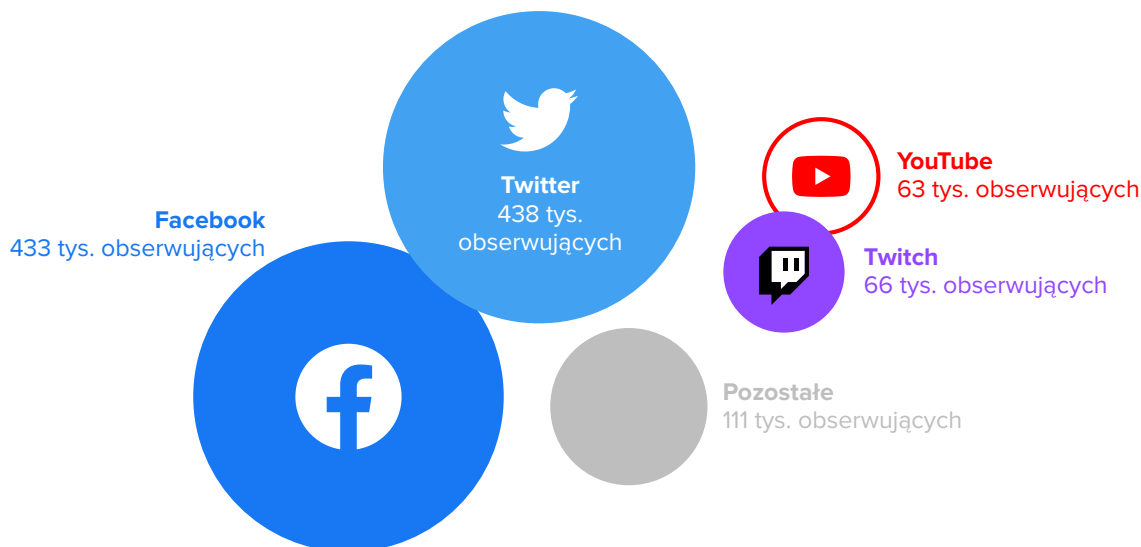 Twitter
438 tys.
obserwujących
YouTube
63 tys. obserwujących
Facebook
433 tys. obserwujących
Twitch
66 tys. obserwujących
Pozostałe
111 tys. obserwujących